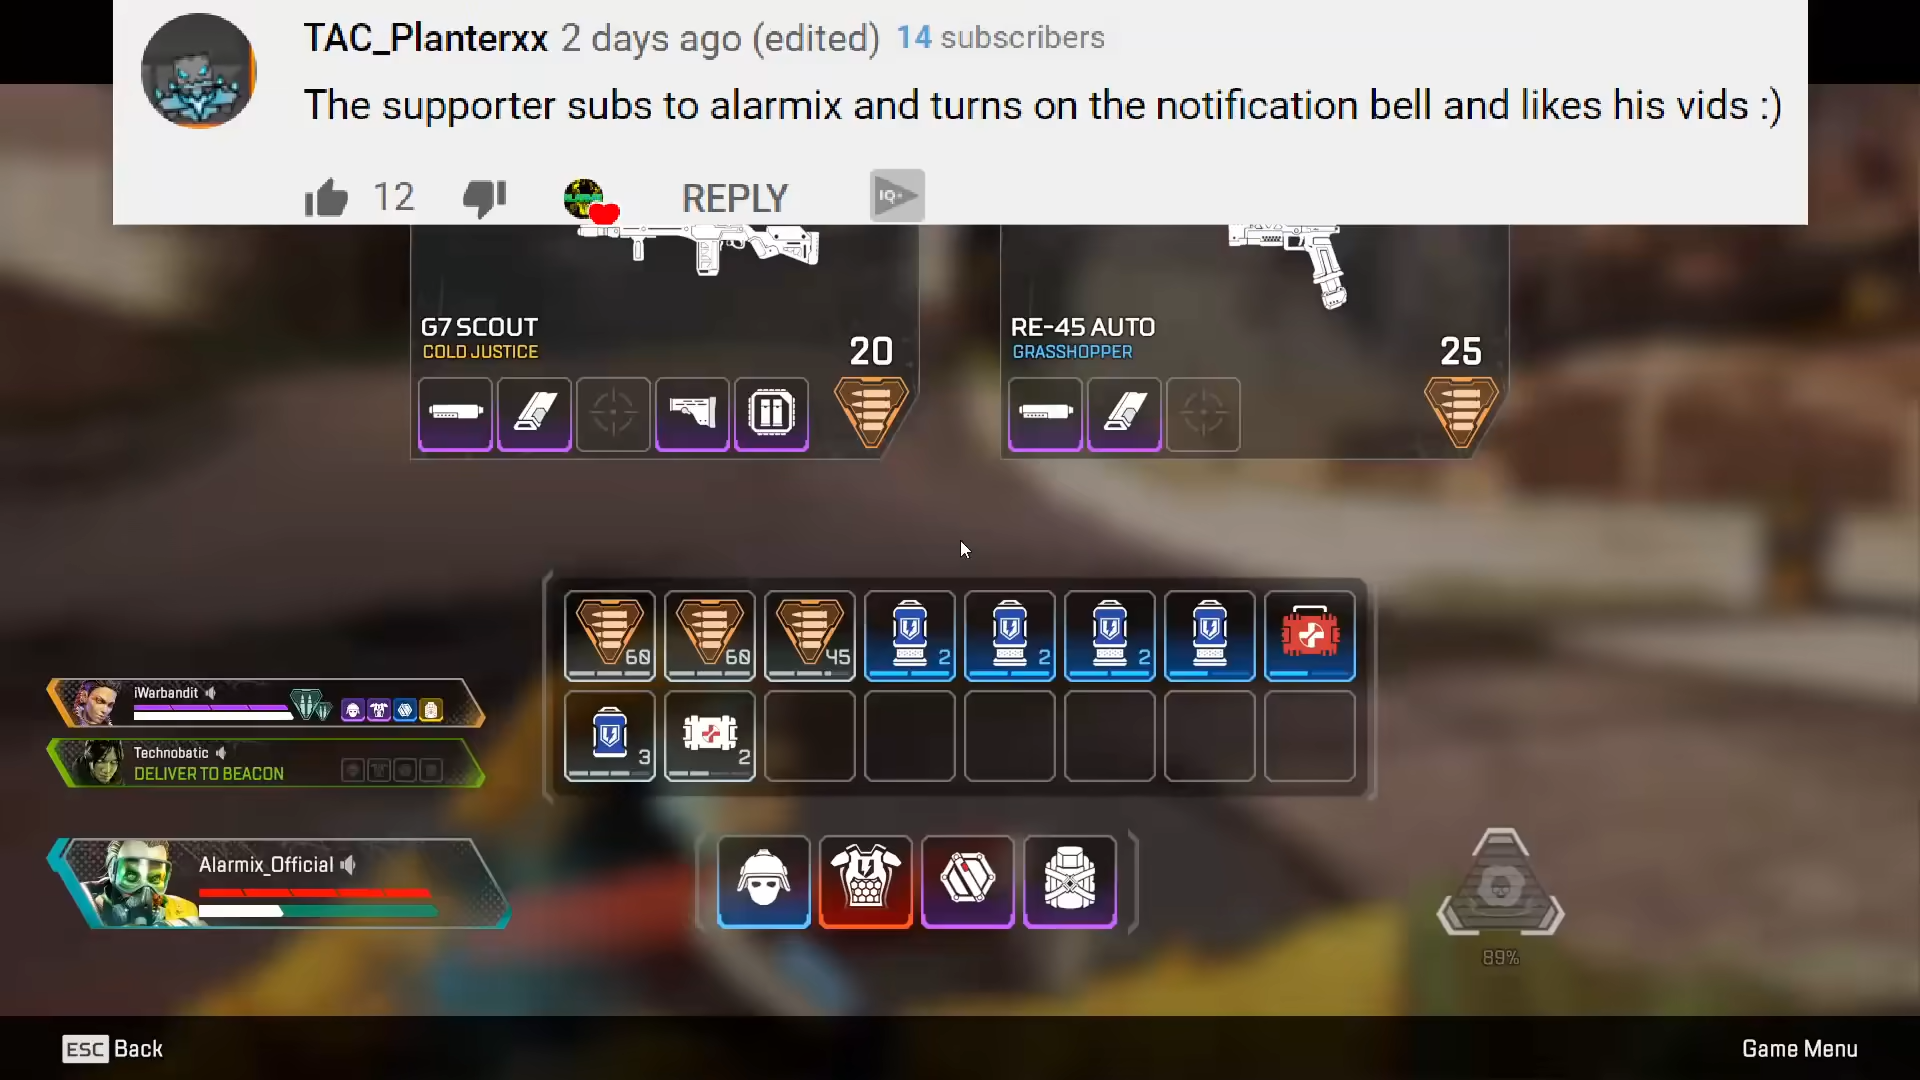 TAC_Planterxx 2 days ago (edited) 14 subscribers
The supporter subs to alarmix and turns on the notification bell and likes his vids :)
12 REPLY IQ+
G7 SCOUT
COLD JUSTICE
20
RE-45 AUTO
GRASSHOPPER
25
60 60 45 2 2 2
3 2
iWarbandit
Technobatic
DELIVER TO BEACON
Alarmix_Official
89%
ESC Back
Game Menu